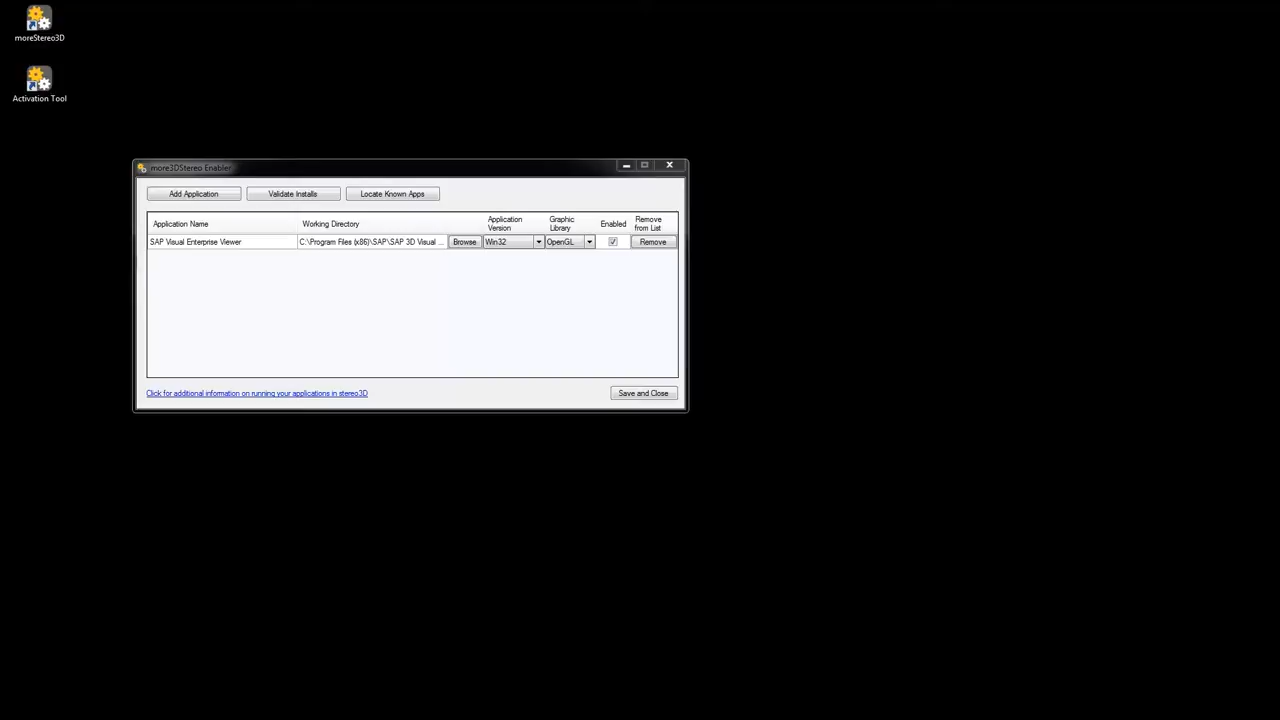 moreStereo3D
Activation Tool
more3DStereo Enabler
Add Application Validate Installs Locate Known Apps
Application Name Working Directory Application Version Graphic Library Enabled Remove from List
SAP Visual Enterprise Viewer C:\Program Files (x86)\SAP\SAP 3D Visual ... Browse Win32 OpenGL Remove
Click for additional information on running your applications in stereo3D Save and Close